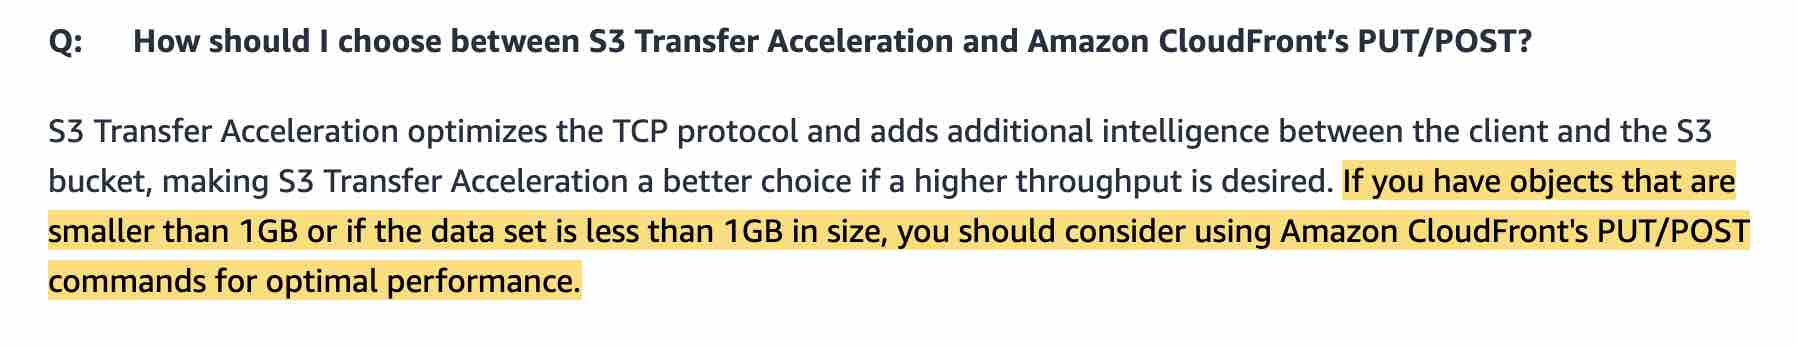 Q: How should I choose between S3 Transfer Acceleration and Amazon CloudFront’s PUT/POST?
S3 Transfer Acceleration optimizes the TCP protocol and adds additional intelligence between the client and the S3
bucket, making S3 Transfer Acceleration a better choice if a higher throughput is desired. If you have objects that are
smaller than 1GB or if the data set is less than 1GB in size, you should consider using Amazon CloudFront's PUT/POST
commands for optimal performance.